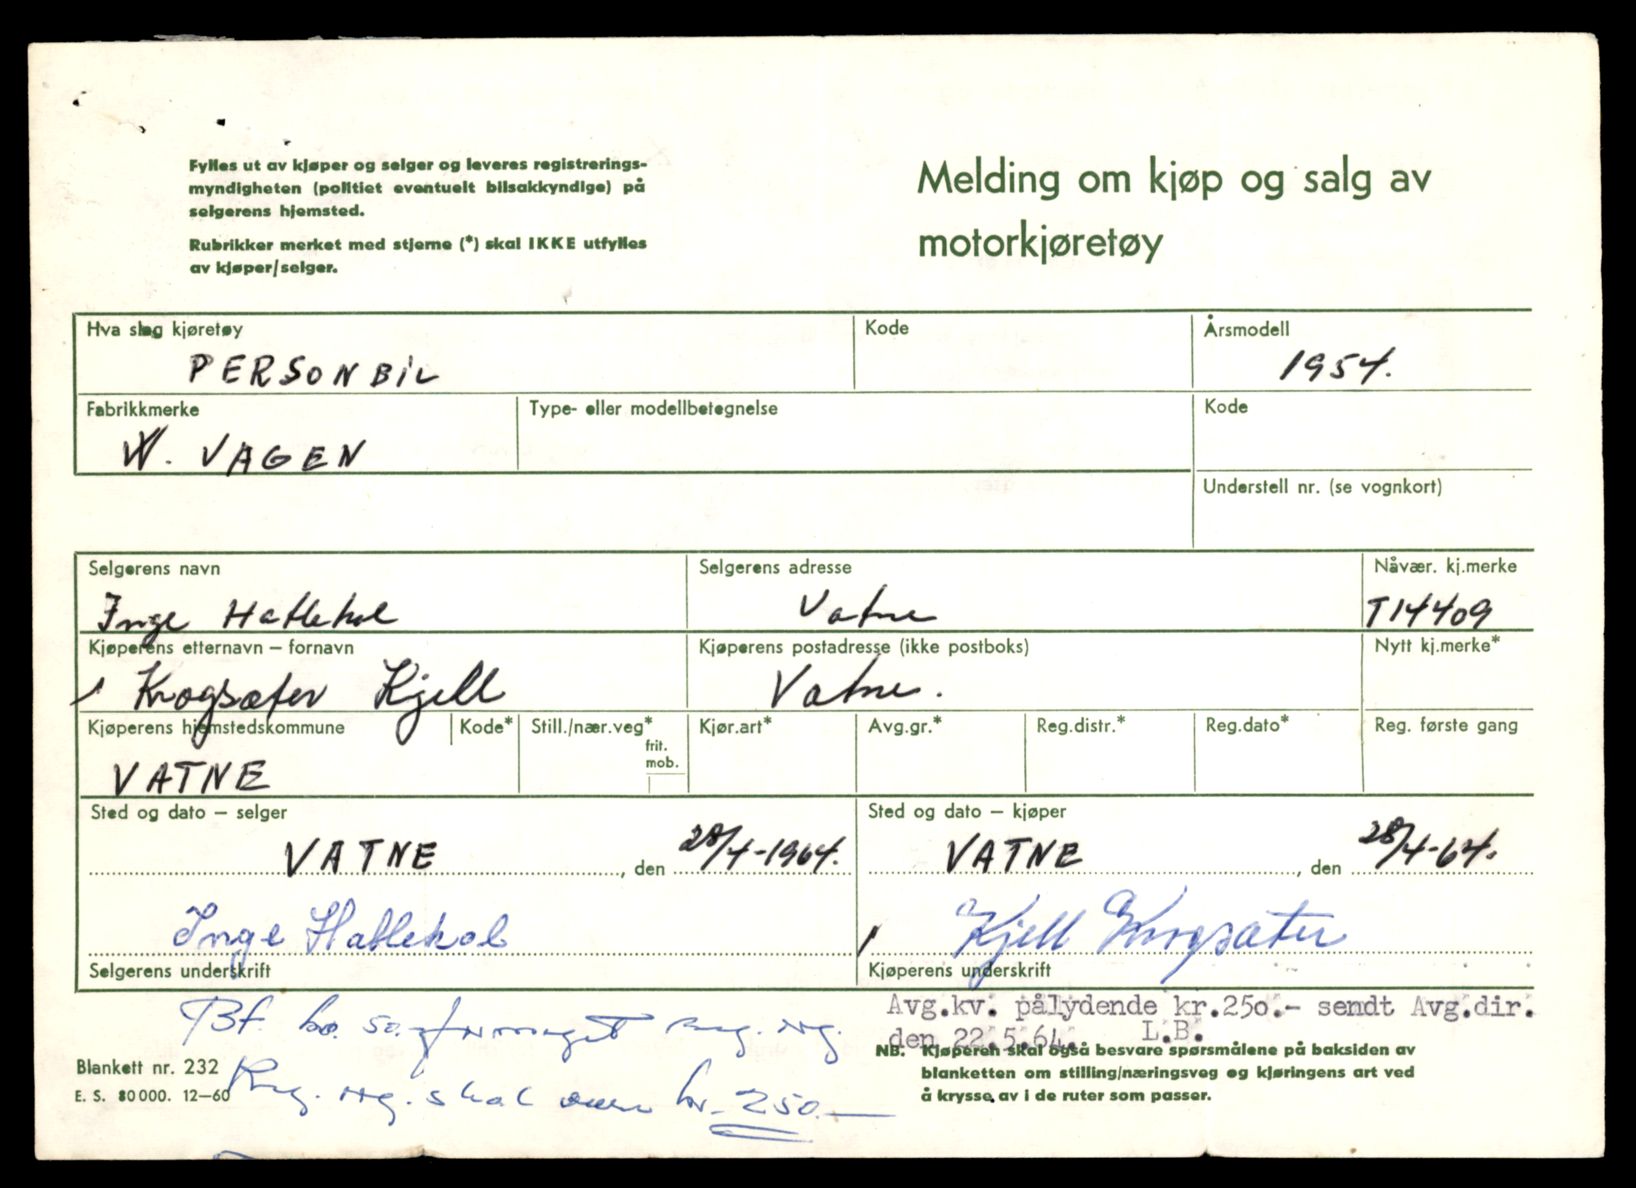 Fylles ut av kjøper og selger og leveres registrerings-
myndigheten (politiet eventuelt bilsakkyndige) på
selgerens hjemsted.
Rubrikker merket med stjerne (*) skal IKKE utfylles
av kjøper/selger.
Melding om kjøp og salg av
motorkjøretøy
Hva slag kjøretøy
PERSONBIL
Kode
Årsmodell
1954.
Fabrikkmerke
W. VAGEN
Type- eller modellbetegnelse
Kode
Understell nr. (se vognkort)
Selgerens navn
Inge Hatlehol
Selgerens adresse
Vatne
Nåvær. kj.merke
T14409
Kjøperens etternavn – fornavn
Krogsæter Kjell
Kjøperens postadresse (ikke postboks)
Vatne.
Nytt kj.merke*
Kjøperens hjemstedskommune
VATNE
Kode*
Still./nær.veg*
frit.
mob.
Kjør.art*
Avg.gr.*
Reg.distr.*
Reg.dato*
Reg. første gang
Sted og dato – selger
VATNE, den 28/4-1964.
Inge Hatlehol
Selgerens underskrift
Sted og dato – kjøper
VATNE, den 28/4-64.
Kjell Krogsæter
Kjøperens underskrift
Avg.kv. pålydende kr.250.- sendt Avg.dir.
den 22.5.64. L.B.
NB. Kjøperen skal også besvare spørsmålene på baksiden av
blanketten om stilling/næringsveg og kjøringens art ved
å krysse av i de ruter som passer.
Blankett nr. 232
E. S. 80000. 12–60
skal kr. 250.—